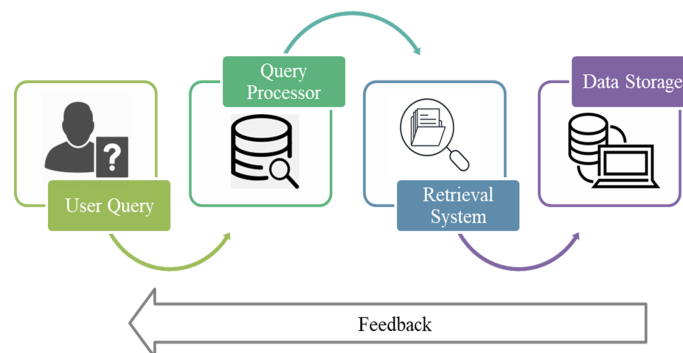 User Query
?
Query
Processor
Retrieval
System
Data Storage
Feedback